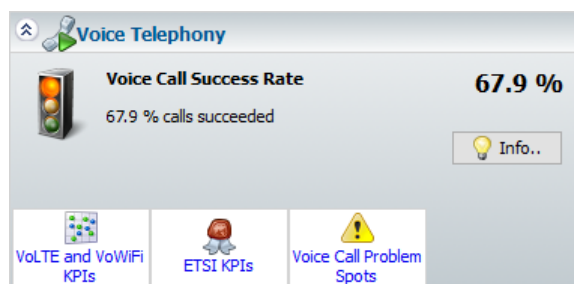 Voice Telephony
Voice Call Success Rate
67.9 %
67.9 % calls succeeded
Info..
VoLTE and VoWiFi
KPIs
ETSI KPIs
Voice Call Problem
Spots